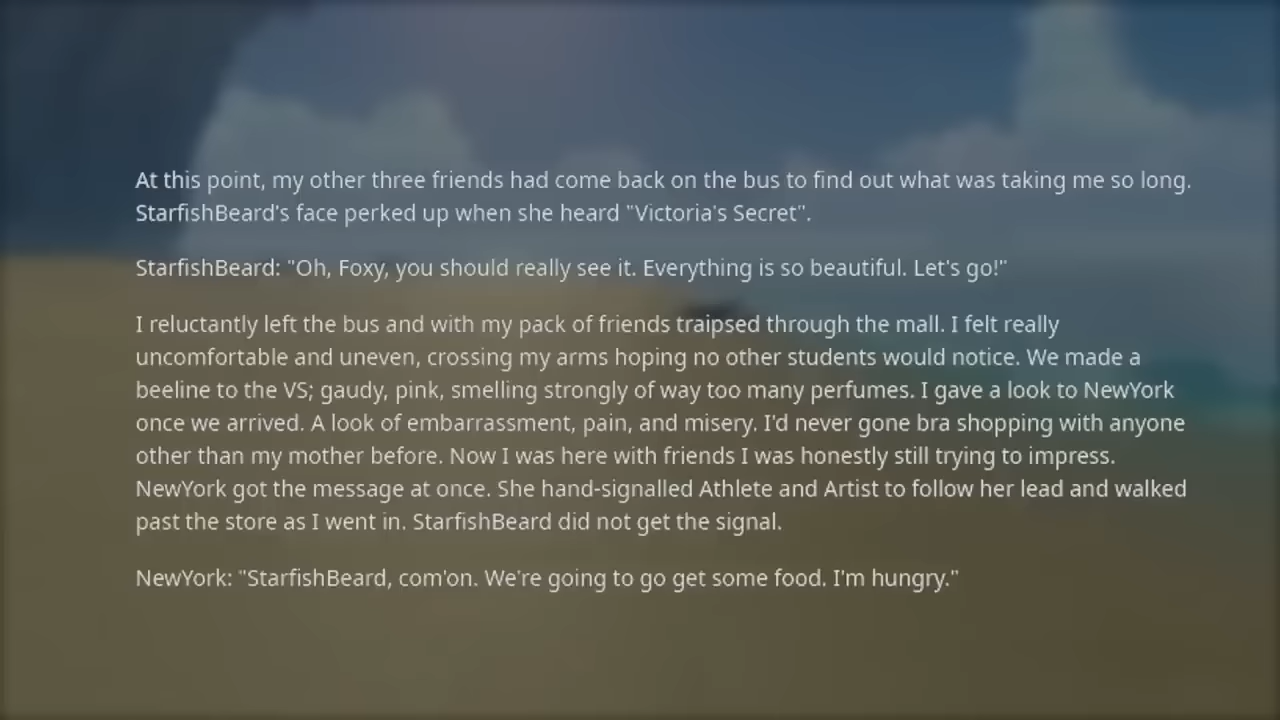 At this point, my other three friends had come back on the bus to find out what was taking me so long.
StarfishBeard's face perked up when she heard "Victoria's Secret".
StarfishBeard: "Oh, Foxy, you should really see it. Everything is so beautiful. Let's go!"
I reluctantly left the bus and with my pack of friends traipsed through the mall. I felt really
uncomfortable and uneven, crossing my arms hoping no other students would notice. We made a
beeline to the VS; gaudy, pink, smelling strongly of way too many perfumes. I gave a look to NewYork
once we arrived. A look of embarrassment, pain, and misery. I'd never gone bra shopping with anyone
other than my mother before. Now I was here with friends I was honestly still trying to impress.
NewYork got the message at once. She hand-signalled Athlete and Artist to follow her lead and walked
past the store as I went in. StarfishBeard did not get the signal.
NewYork: "StarfishBeard, com'on. We're going to go get some food. I'm hungry."